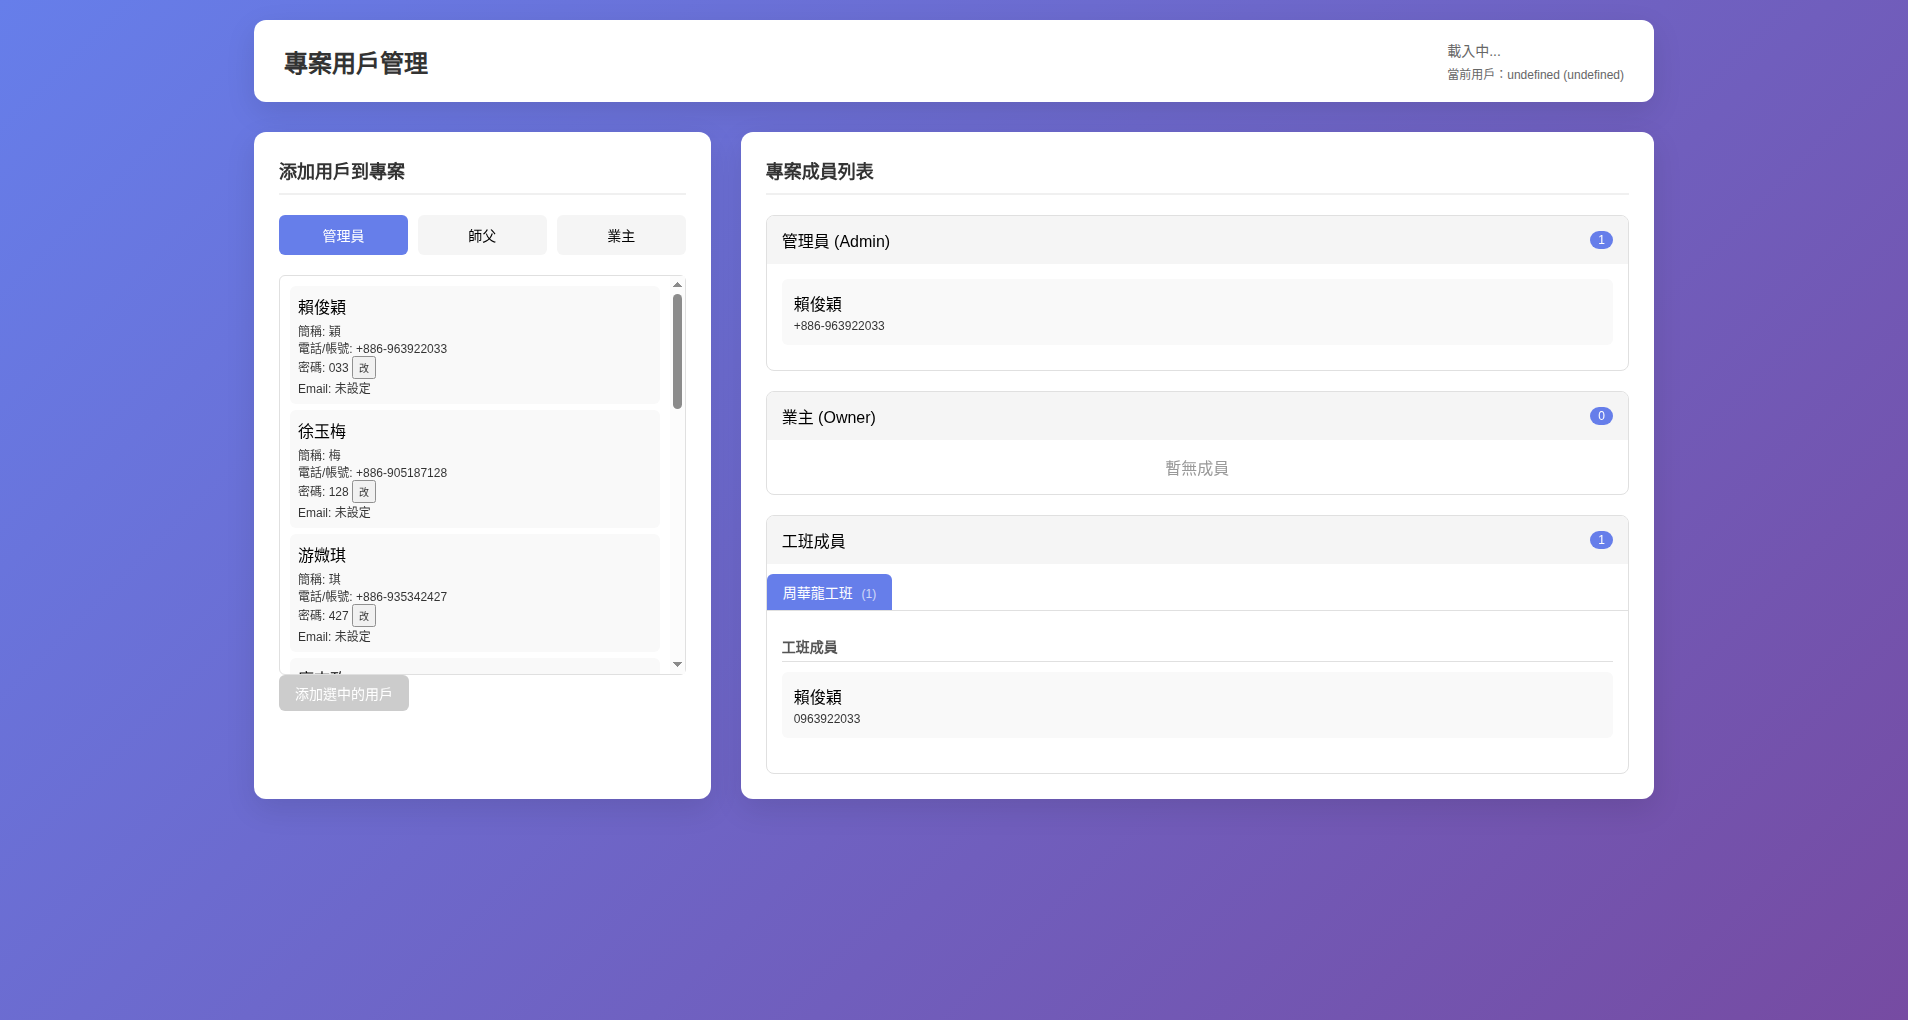 專案用戶管理
載入中...
當前用戶：undefined (undefined)
添加用戶到專案
管理員
師父
業主
賴俊穎
簡稱: 穎
電話/帳號: +886-963922033
密碼: 033 改
Email: 未設定
徐玉梅
簡稱: 梅
電話/帳號: +886-905187128
密碼: 128 改
Email: 未設定
游媺琪
簡稱: 琪
電話/帳號: +886-935342427
密碼: 427 改
Email: 未設定
添加選中的用戶
專案成員列表
管理員 (Admin)
1
賴俊穎
+886-963922033
業主 (Owner)
0
暫無成員
工班成員
1
周華龍工班 (1)
工班成員
賴俊穎
0963922033